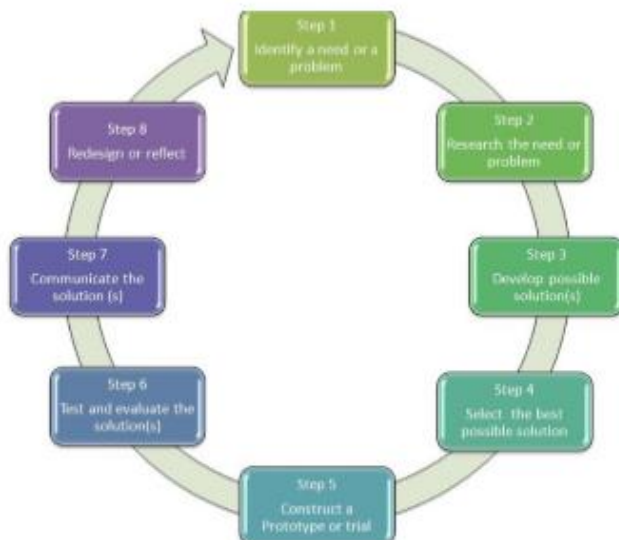 Step 1
Identify a need or a
problem
Step 2
Research the need or
problem
Step 3
Develop possible
solution(s)
Step 4
Select the best
possible solution
Step 5
Construct a
Prototype or trial
Step 6
Test and evaluate the
solution(s)
Step 7
Communicate the
solution (s)
Step 8
Redesign or reflect